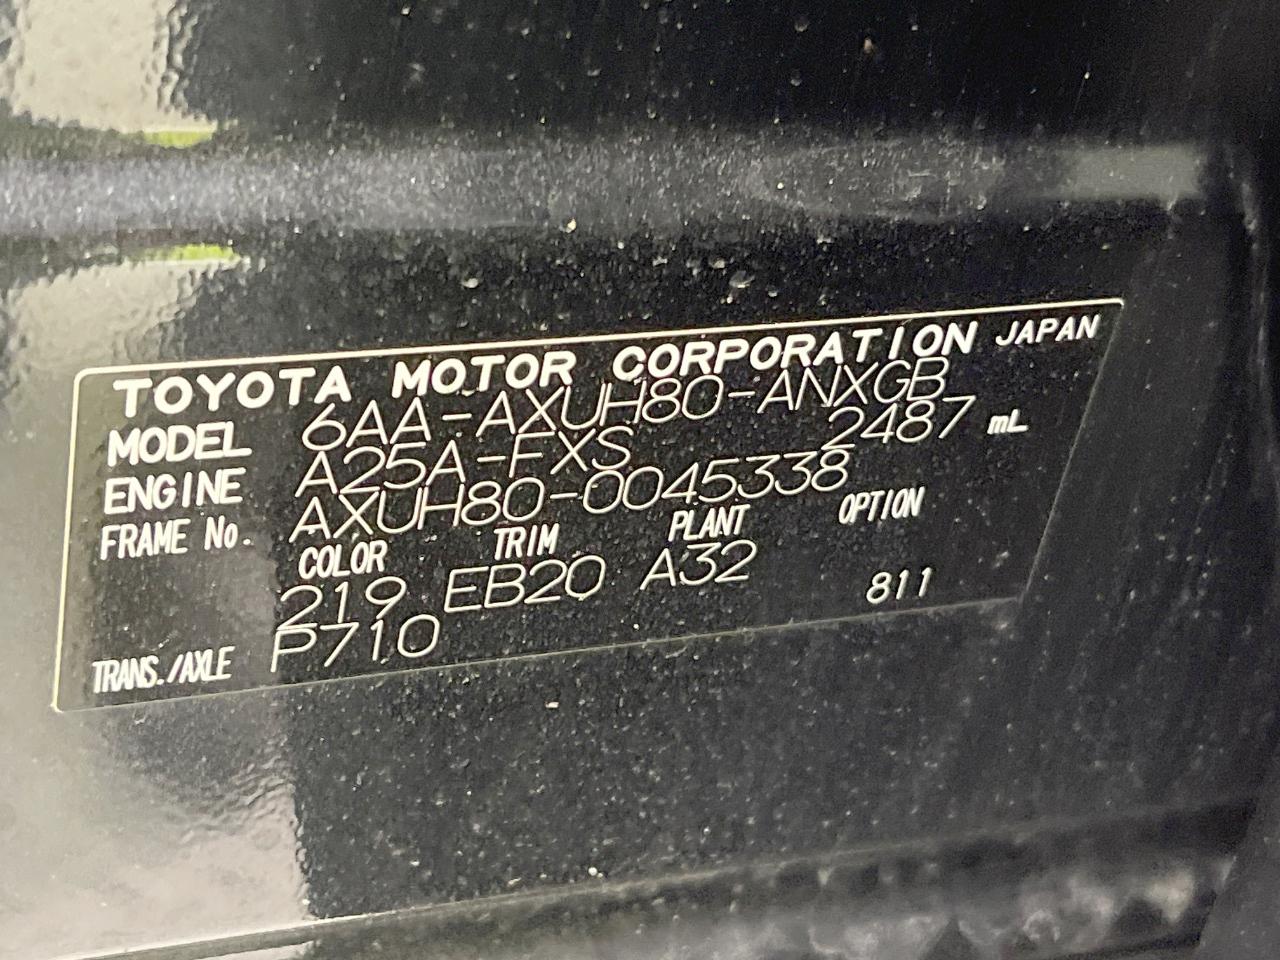 TOYOTA MOTOR CORPORATION JAPAN
MODEL 6AA-AXUH80-ANXGB
ENGINE A25A-FXS 2487 mL
FRAME No. AXUH80-0045338
COLOR TRIM PLANT OPTION
219 EB20 A32 811
TRANS./AXLE P710